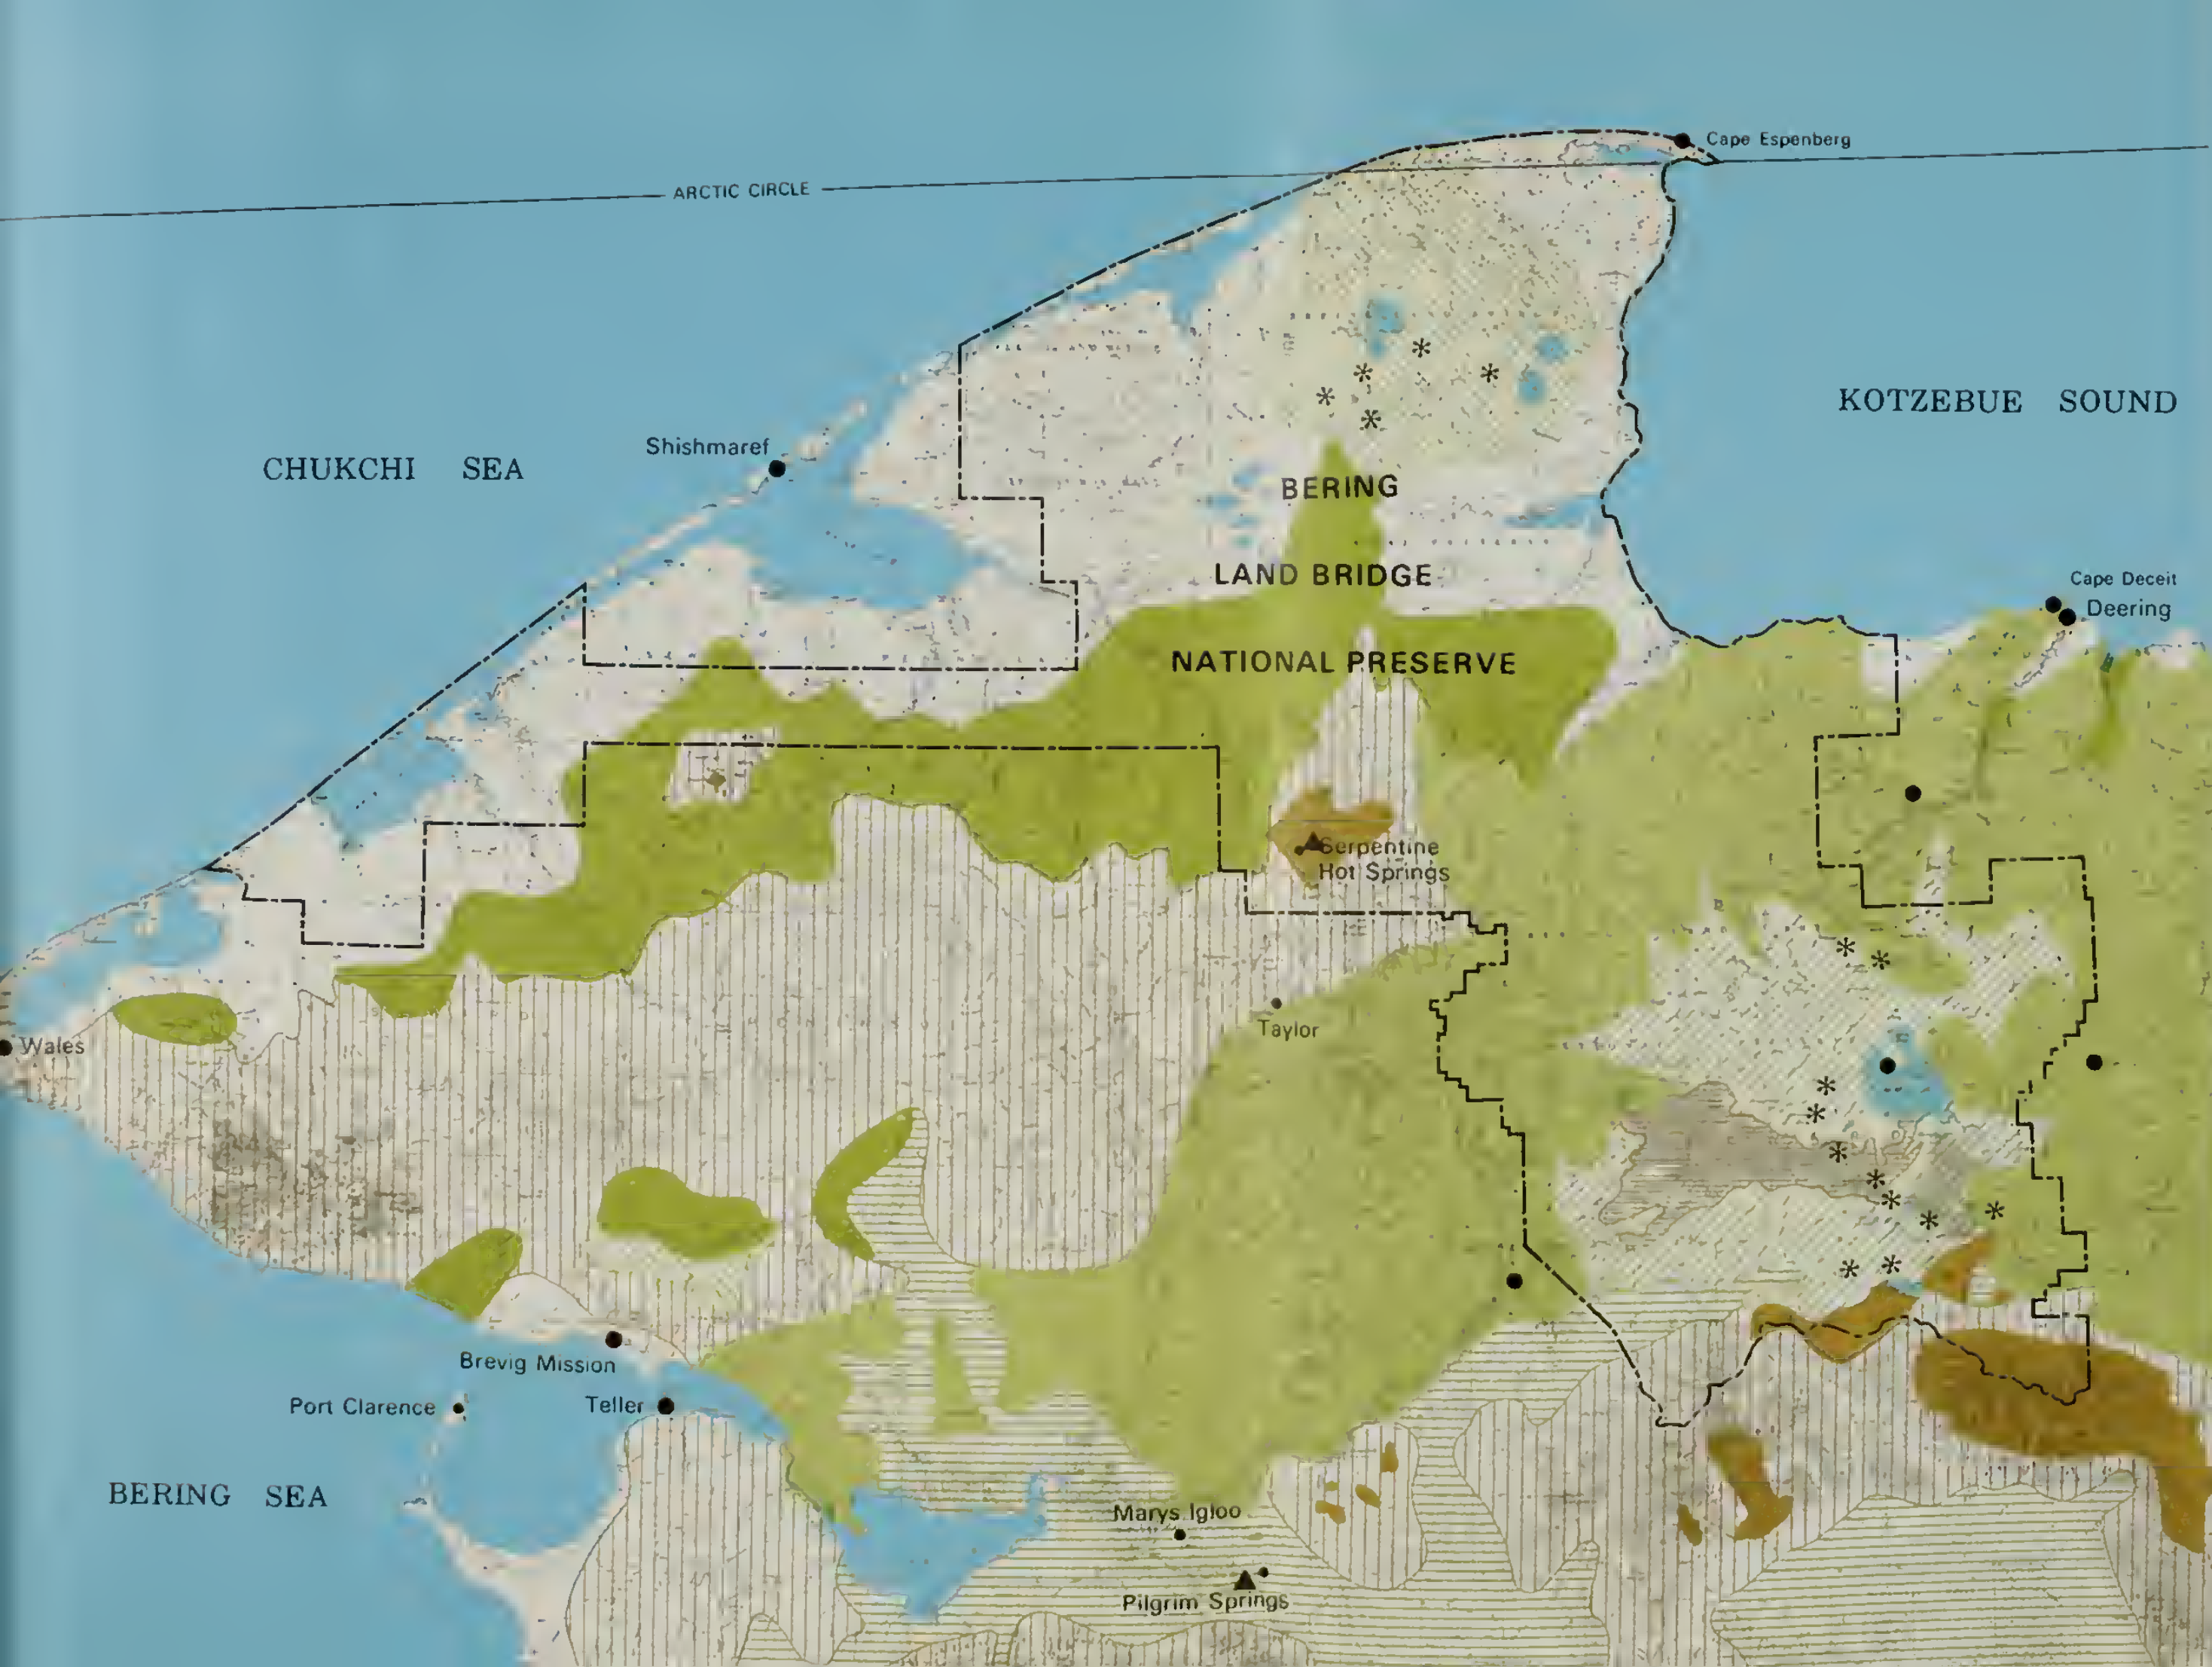 Cape Espenberg
ARCTIC CIRCLE
KOTZEBUE SOUND
Shishmaref
CHUKCHI SEA
BERING
LAND BRIDGE
NATIONAL PRESERVE
Cape Deceit
Deering
Serpentine
Hot Springs
Taylor
Wales
Brevig Mission
Port Clarence
Teller
BERING SEA
Marys Igloo
Pilgrim Springs